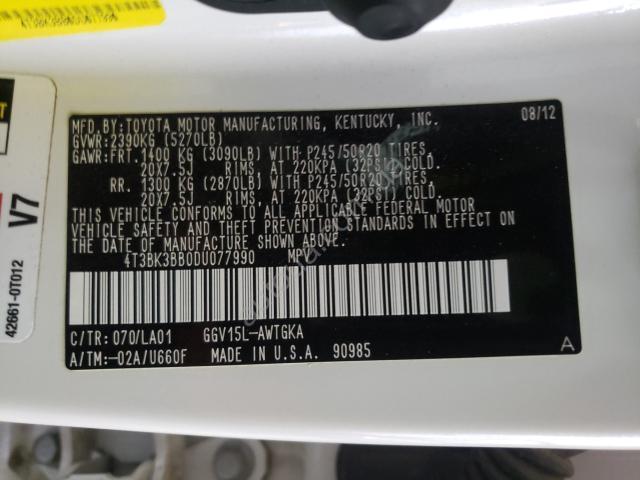 MFD.BY: TOYOTA MOTOR MANUFACTURING, KENTUCKY, INC. 08/12
GVWR: 2390KG (5270LB)
GAWR: FRT. 1400 KG (3090LB) WITH P245/50R20 TIRES,
20X7.5J RIMS, AT 220KPA (32PSI) COLD.
RR. 1300 KG (2870LB) WITH P245/50R20 TIRES,
20X7.5J RIMS, AT 220KPA (32PSI) COLD.
THIS VEHICLE CONFORMS TO ALL APPLICABLE FEDERAL MOTOR
VEHICLE SAFETY AND THEFT PREVENTION STANDARDS IN EFFECT
ON THE DATE OF MANUFACTURE SHOWN ABOVE.
4T3BK3BB0DU077990 MPV
C/TR: 070/LA01 GGV15L-AWTGKA
A/TM: -02A/U660F MADE IN U.S.A. 90985 A
V7
42661-0T012